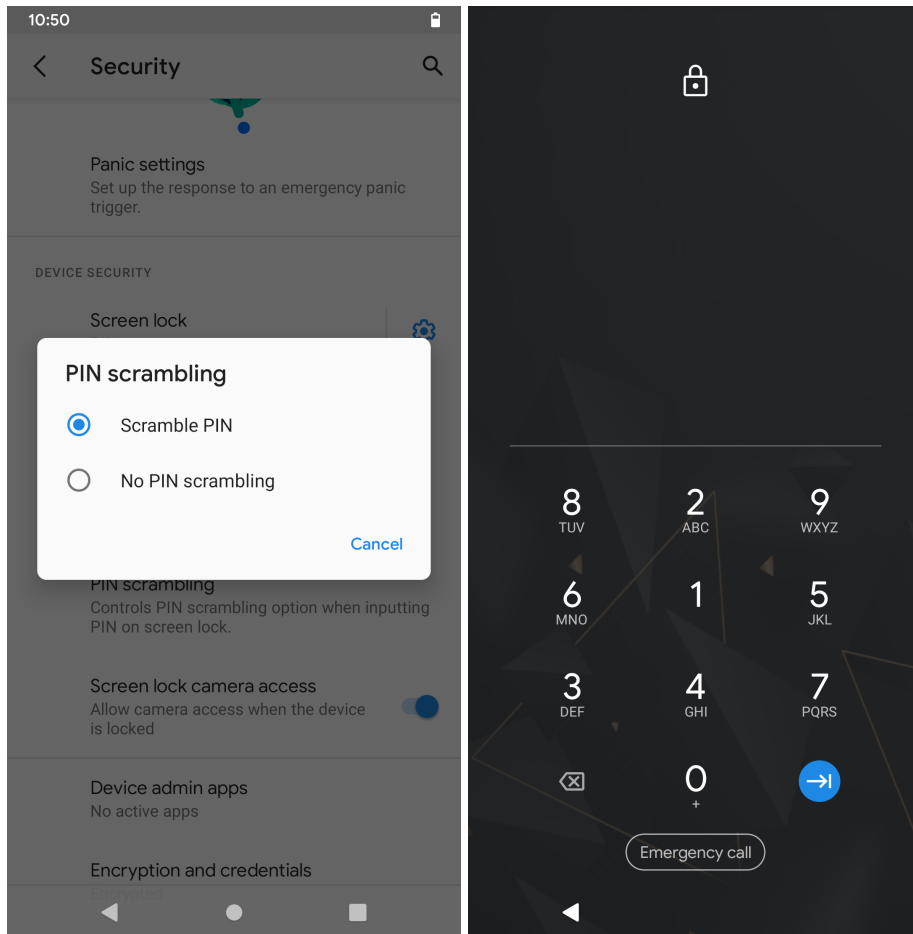 10:50
Security
Panic settings
Set up the response to an emergency panic
trigger.
DEVICE SECURITY
Screen lock
PIN scrambling
Scramble PIN
No PIN scrambling
Cancel
PIN scrambling
Controls PIN scrambling option when inputting
PIN on screen lock.
Screen lock camera access
Allow camera access when the device
is locked
Device admin apps
No active apps
Encryption and credentials
Encrypted
8 2 9
TUV ABC WXYZ
6 1 5
MNO JKL
3 4 7
DEF GHI PQRS
0
+
Emergency call